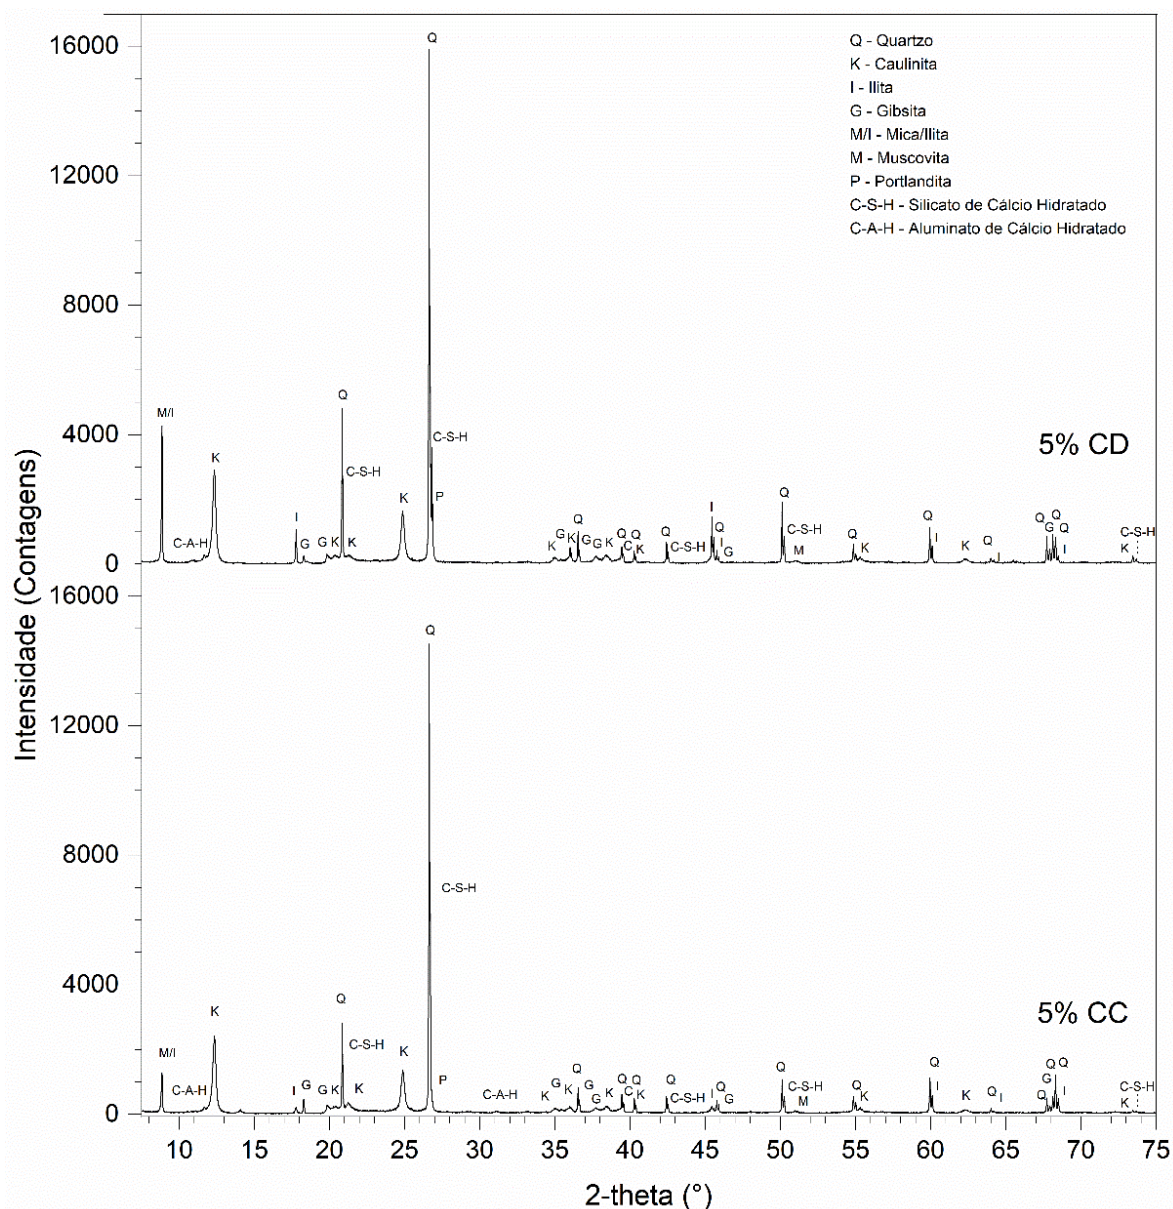 16000
12000
8000
4000
0
Q - Quartzo
K - Caulinita
I - Ilita
G - Gibsita
M/I - Mica/Ilita
M - Muscovita
P - Portlandita
C-S-H - Silicato de Cálcio Hidratado
C-A-H - Aluminato de Cálcio Hidratado
5% CD
M/I
C-A-H
K
I
G
G
K
Q
C-S-H
K
K
Q
C-S-H
P
K
G
K
Q
G
G
K
Q
C
Q
K
Q
C-S-H
I
Q
I
G
Q
C-S-H
M
Q
K
Q
I
K
Q
I
Q
G
Q
Q
I
C-S-H
K
Intensidade (Contagens)
16000
12000
8000
4000
0
5% CC
M/I
C-A-H
K
I
G
G
K
Q
C-S-H
K
K
Q
C-S-H
P
C-A-H
K
G
K
Q
G
G
K
Q
C
Q
K
Q
C-S-H
I
Q
G
Q
C-S-H
M
Q
K
Q
I
K
Q
I
Q
G
Q
Q
I
C-S-H
K
10 15 20 25 30 35 40 45 50 55 60 65 70 75
2-theta (°)